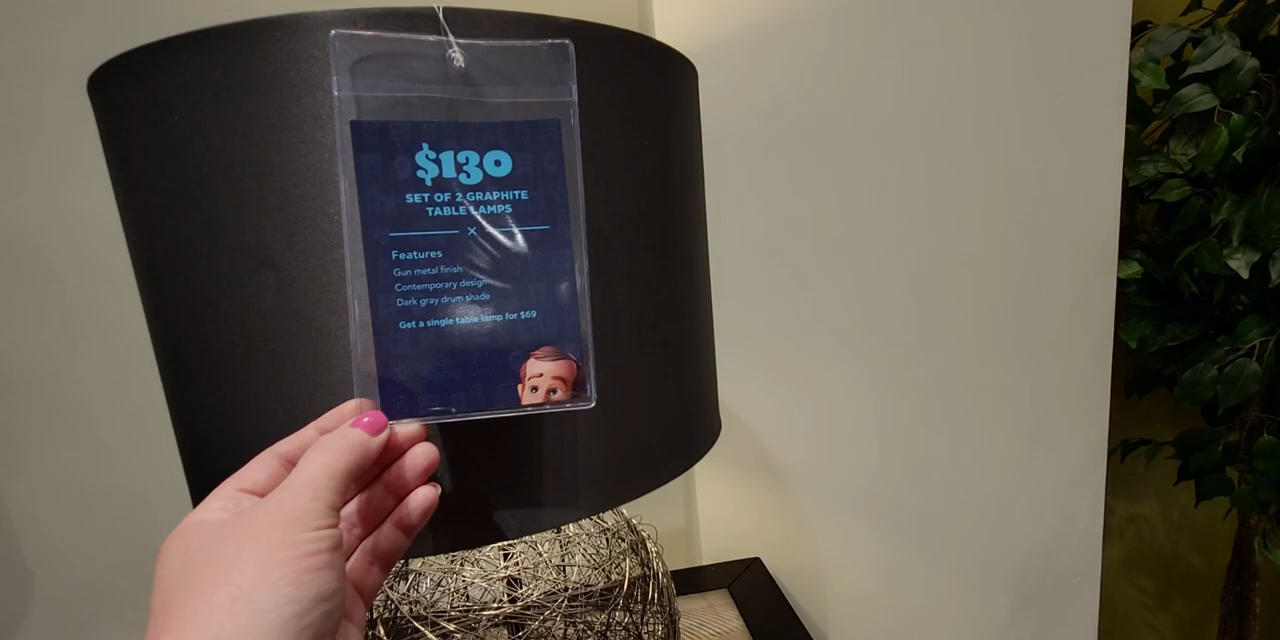 $130
SET OF 2 GRAPHITE
TABLE LAMPS
Features
Gun metal finish
Contemporary design
Dark gray drum shade
Get a single table lamp for $69